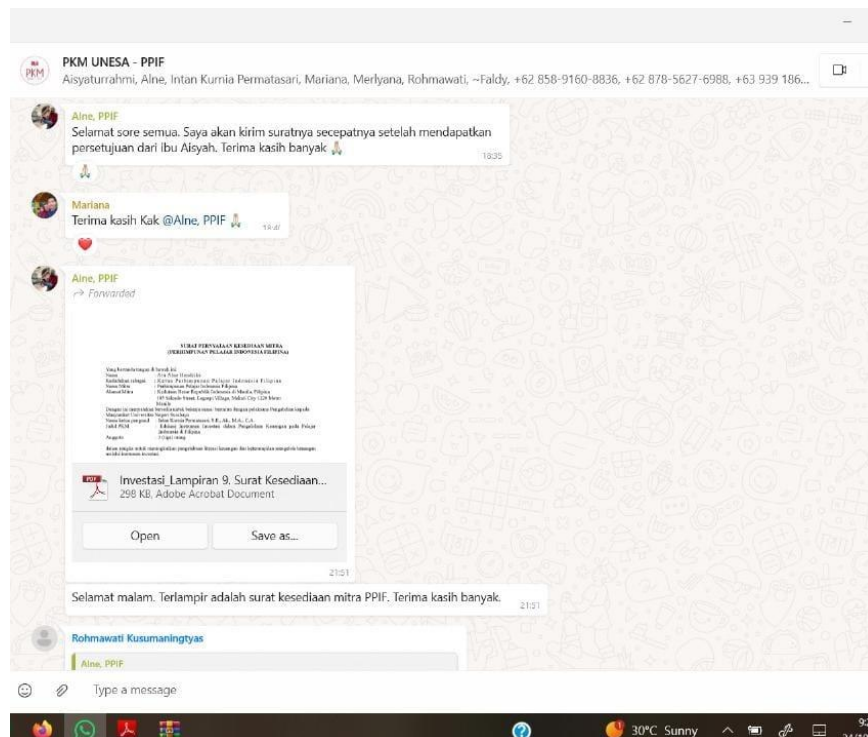 PKM
PKM UNESA - PPIF
Aisyaturrahmi, Alne, Intan Kurnia Permatasari, Mariana, Merlyana, Rohmawati, ~Faldy, +62 858-9160-8836, +62 878-5627-6988, +63 939 186...
Alne, PPIF
Selamat sore semua. Saya akan kirim suratnya secepatnya setelah mendapatkan
persetujuan dari ibu Aisyah. Terima kasih banyak 🙏
18:35
Mariana
Terima kasih Kak @Alne, PPIF 🙏
Alne, PPIF
Forwarded
SURAT PERNYATAAN KESEDIAAN MITRA
(PERHIMPUNAN PELAJAR INDONESIA FILIPINA)
Investasi_Lampiran 9. Surat Kesediaan...
298 KB, Adobe Acrobat Document
Open
Save as...
21:51
Selamat malam. Terlampir adalah surat kesediaan mitra PPIF. Terima kasih banyak.
21:51
Rohmawati Kusumaningtyas
Alne, PPIF
Type a message
30°C Sunny